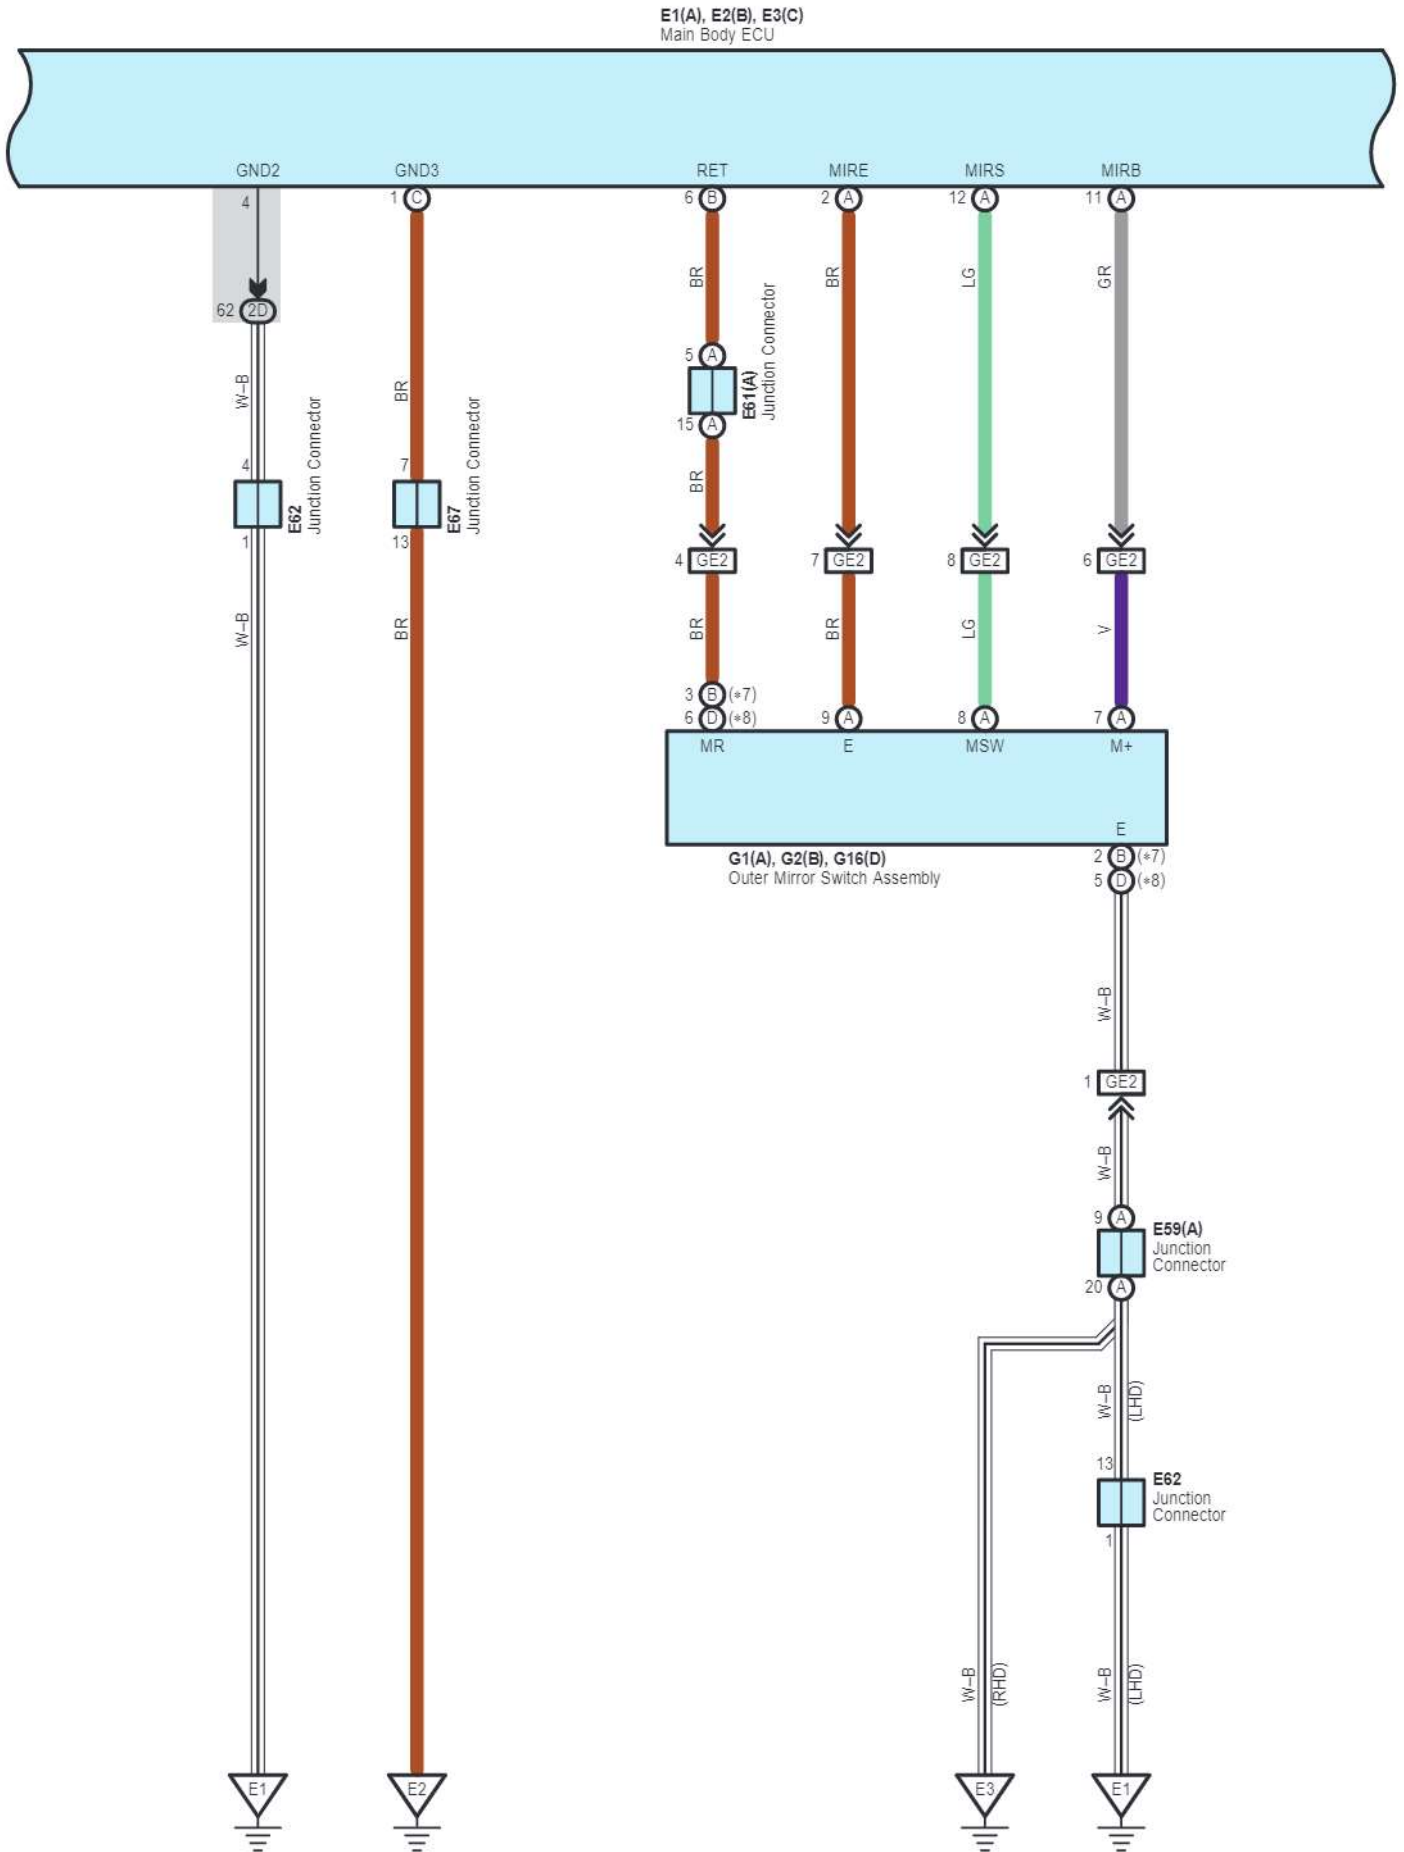 E1(A), E2(B), E3(C)
Main Body ECU
GND2 GND3 RET MIRE MIRS MIRB
4 1 C 6 B 2 A 12 A 11 A
62 2D
BR BR LG GR
5 A
E61(A)
Junction Connector
15 A
W-B BR
4 7
E62
Junction Connector
E67
Junction Connector
1 13
BR
4 GE2 7 GE2 8 GE2 6 GE2
W-B BR BR BR LG V
3 B (*7)
6 D (*8) 9 A 8 A 7 A
MR E MSW M+
E
G1(A), G2(B), G16(D)
Outer Mirror Switch Assembly
2 B (*7)
5 D (*8)
W-B
1 GE2
W-B
9 A
E59(A)
Junction
Connector
20 A
W-B (LHD)
13
E62
Junction
Connector
1
W-B (RHD) W-B (LHD)
E1 E2 E3 E1